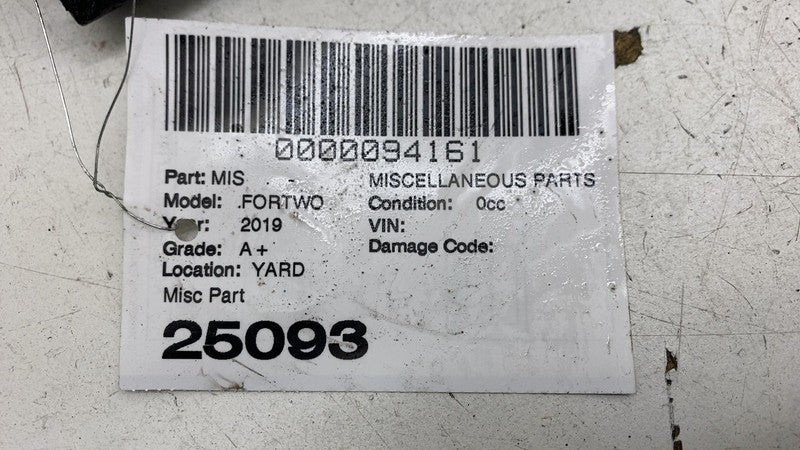 0000094161
Part: MIS MISCELLANEOUS PARTS
Model: .FORTWO Condition: 0cc
Year: 2019 VIN:
Grade: A + Damage Code:
Location: YARD
Misc Part
25093